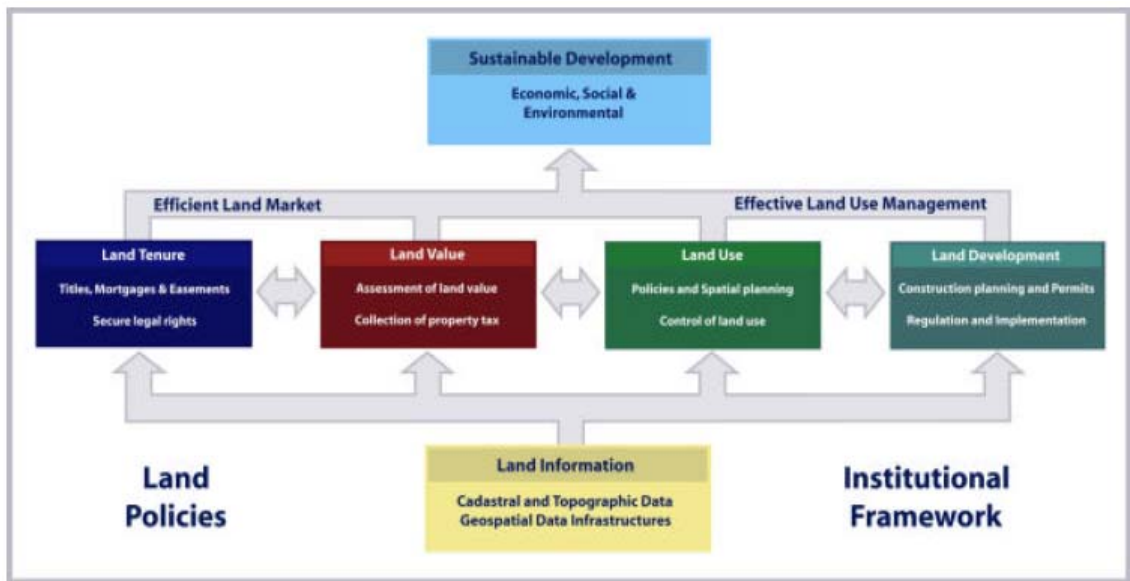 Sustainable Development
Economic, Social &
Environmental
Efficient Land Market
Effective Land Use Management
Land Tenure
Titles, Mortgages & Easements
Secure legal rights
Land Value
Assessment of land value
Collection of property tax
Land Use
Policies and Spatial planning
Control of land use
Land Development
Construction planning and Permits
Regulation and Implementation
Land
Policies
Land Information
Cadastral and Topographic Data
Geospatial Data Infrastructures
Institutional
Framework